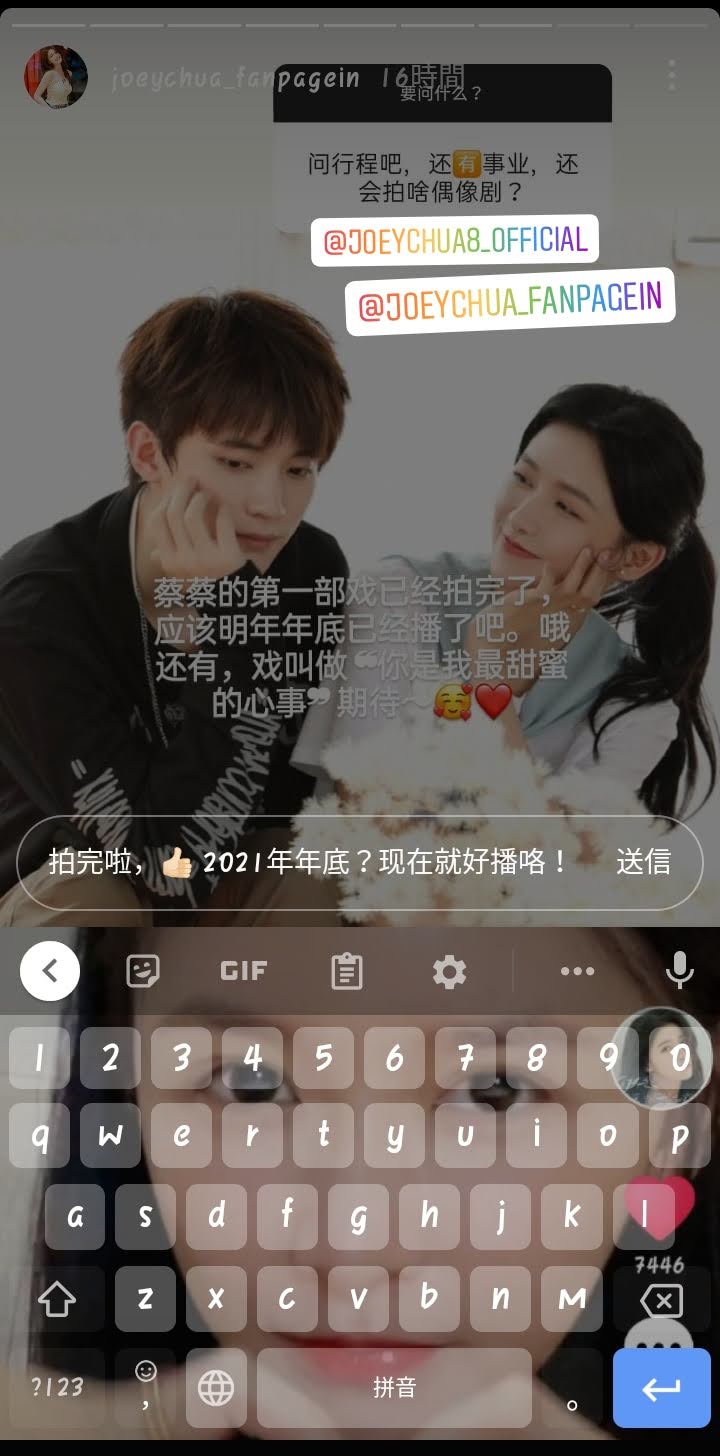 joeychua_fanpagein 16時間
要问什么？
问行程吧，还🈶事业，还
会拍啥偶像剧？
@JOEYCHUA8_OFFICIAL
@JOEYCHUA_FANPAGEIN
蔡蔡的第一部戏已经拍完了，
应该明年年底已经播了吧。哦
还有，戏叫做❝你是我最甜蜜
的心事❞期待~🥰❤️
拍完啦，👍🏻2021年年底？现在就好播咯！ 送信
GIF
1 2 3 4 5 6 7 8 9 0
q w e r t y u i o p
a s d f g h j k l
7446
z x c v b n m
?123 , 拼音 。